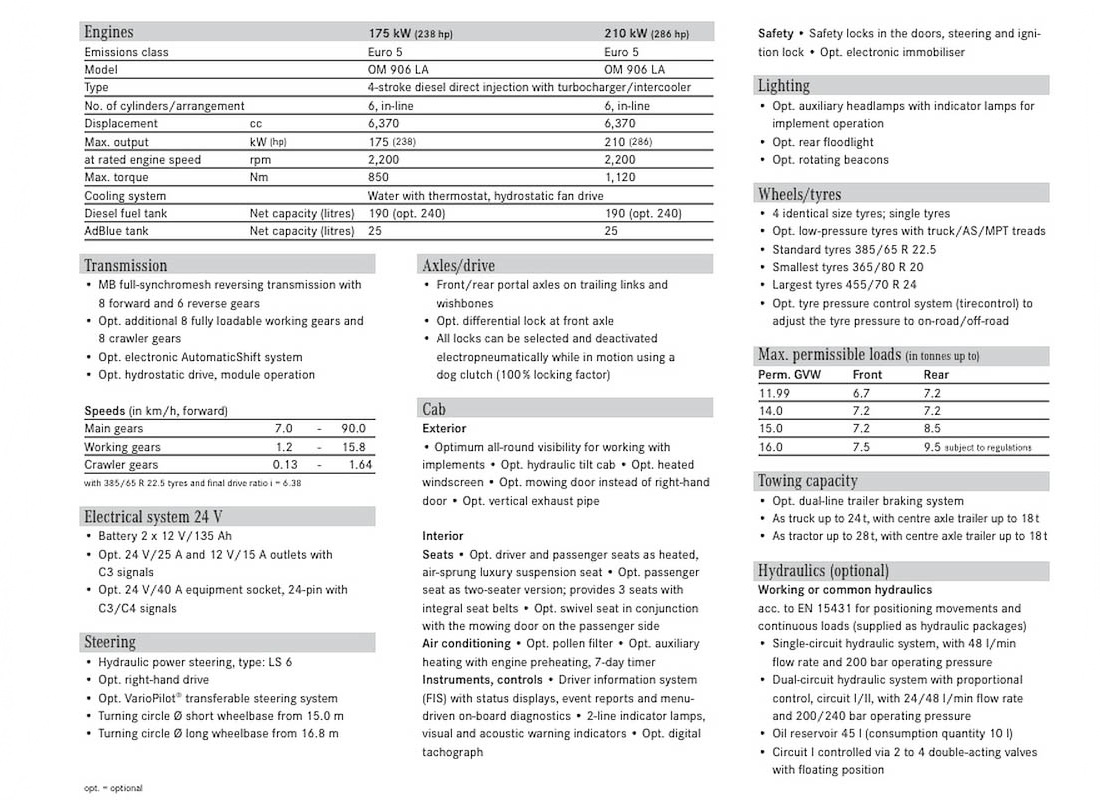 Engines 175 kW (238 hp) 210 kW (286 hp)
Emissions class Euro 5 Euro 5
Model OM 906 LA OM 906 LA
Type 4-stroke diesel direct injection with turbocharger/intercooler
No. of cylinders/arrangement 6, in-line 6, in-line
Displacement cc 6,370 6,370
Max. output kW (hp) 175 (238) 210 (286)
at rated engine speed rpm 2,200 2,200
Max. torque Nm 850 1,120
Cooling system Water with thermostat, hydrostatic fan drive
Diesel fuel tank Net capacity (litres) 190 (opt. 240) 190 (opt. 240)
AdBlue tank Net capacity (litres) 25 25
Transmission
• MB full-synchromesh reversing transmission with
8 forward and 6 reverse gears
• Opt. additional 8 fully loadable working gears and
8 crawler gears
• Opt. electronic AutomaticShift system
• Opt. hydrostatic drive, module operation
Speeds (in km/h, forward)
Main gears 7.0 - 90.0
Working gears 1.2 - 15.8
Crawler gears 0.13 - 1.64
with 385/65 R 22.5 tyres and final drive ratio i = 6.38
Electrical system 24 V
• Battery 2 x 12 V/135 Ah
• Opt. 24 V/25 A and 12 V/15 A outlets with
C3 signals
• Opt. 24 V/40 A equipment socket, 24-pin with
C3/C4 signals
Steering
• Hydraulic power steering, type: LS 6
• Opt. right-hand drive
• Opt. VarioPilot® transferable steering system
• Turning circle Ø short wheelbase from 15.0 m
• Turning circle Ø long wheelbase from 16.8 m
opt. = optional
Axles/drive
• Front/rear portal axles on trailing links and
wishbones
• Opt. differential lock at front axle
• All locks can be selected and deactivated
electropneumatically while in motion using a
dog clutch (100 % locking factor)
Cab
Exterior
• Optimum all-round visibility for working with
implements • Opt. hydraulic tilt cab • Opt. heated
windscreen • Opt. mowing door instead of right-hand
door • Opt. vertical exhaust pipe
Interior
Seats • Opt. driver and passenger seats as heated,
air-sprung luxury suspension seat • Opt. passenger
seat as two-seater version; provides 3 seats with
integral seat belts • Opt. swivel seat in conjunction
with the mowing door on the passenger side
Air conditioning • Opt. pollen filter • Opt. auxiliary
heating with engine preheating, 7-day timer
Instruments, controls • Driver information system
(FIS) with status displays, event reports and menu-
driven on-board diagnostics • 2-line indicator lamps,
visual and acoustic warning indicators • Opt. digital
tachograph
Safety • Safety locks in the doors, steering and igni-
tion lock • Opt. electronic immobiliser
Lighting
• Opt. auxiliary headlamps with indicator lamps for
implement operation
• Opt. rear floodlight
• Opt. rotating beacons
Wheels/tyres
• 4 identical size tyres; single tyres
• Opt. low-pressure tyres with truck/AS/MPT treads
• Standard tyres 385/65 R 22.5
• Smallest tyres 365/80 R 20
• Largest tyres 455/70 R 24
• Opt. tyre pressure control system (tirecontrol) to
adjust the tyre pressure to on-road/off-road
Max. permissible loads (in tonnes up to)
Perm. GVW Front Rear
11.99 6.7 7.2
14.0 7.2 7.2
15.0 7.2 8.5
16.0 7.5 9.5 subject to regulations
Towing capacity
• Opt. dual-line trailer braking system
• As truck up to 24 t, with centre axle trailer up to 18 t
• As tractor up to 28 t, with centre axle trailer up to 18 t
Hydraulics (optional)
Working or common hydraulics
acc. to EN 15431 for positioning movements and
continuous loads (supplied as hydraulic packages)
• Single-circuit hydraulic system, with 48 l/min
flow rate and 200 bar operating pressure
• Dual-circuit hydraulic system with proportional
control, circuit I/II, with 24/48 l/min flow rate
and 200/240 bar operating pressure
• Oil reservoir 45 l (consumption quantity 10 l)
• Circuit I controlled via 2 to 4 double-acting valves
with floating position